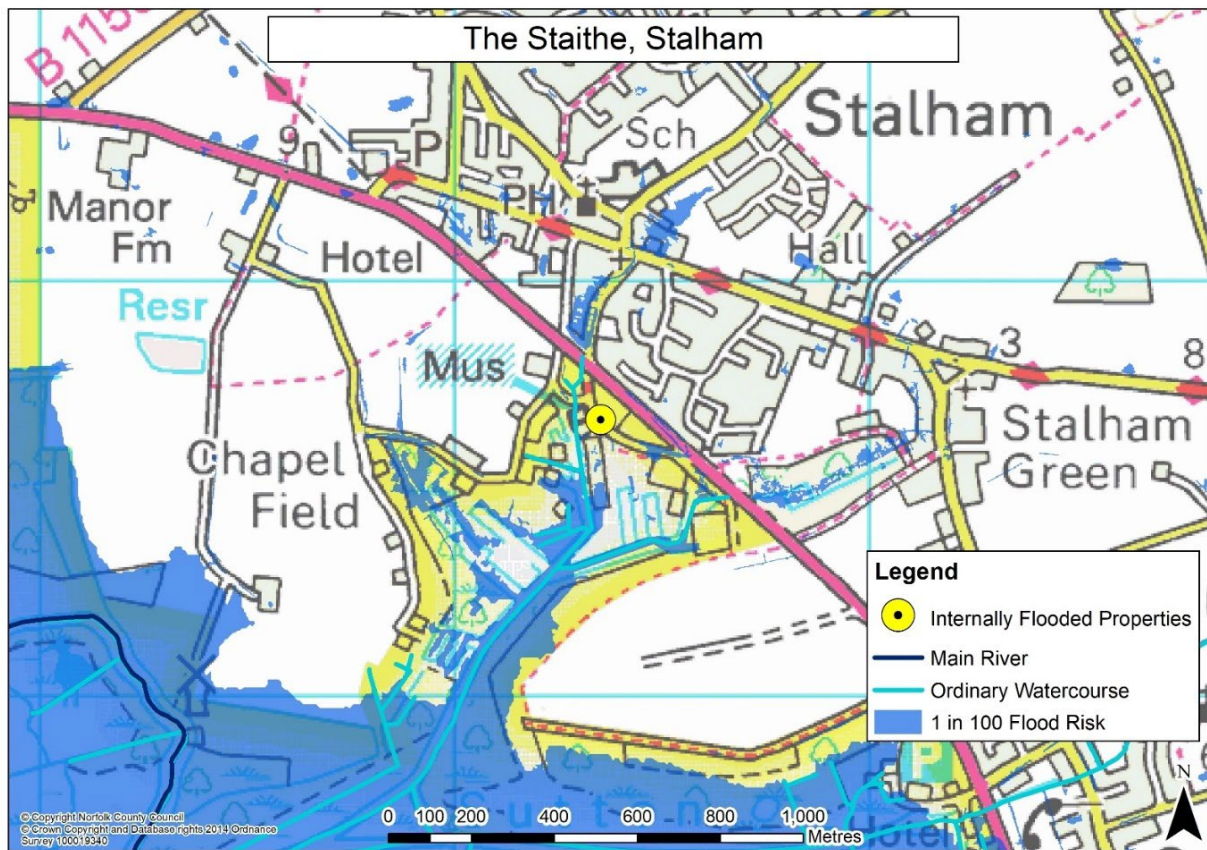 The Staithe, Stalham
B 1150
Stalham
Sch
9
P
PH
Manor
Fm
Hotel
Hall
Resr
Mus
3
8
Stalham
Green
Chapel
Field
Legend
Internally Flooded Properties
Main River
Ordinary Watercourse
1 in 100 Flood Risk
N
Hotel
0 100 200 400 600 800 1,000
Metres
© Copyright Norfolk County Council
© Crown Copyright and Database rights 2014 Ordnance
Survey 100019340